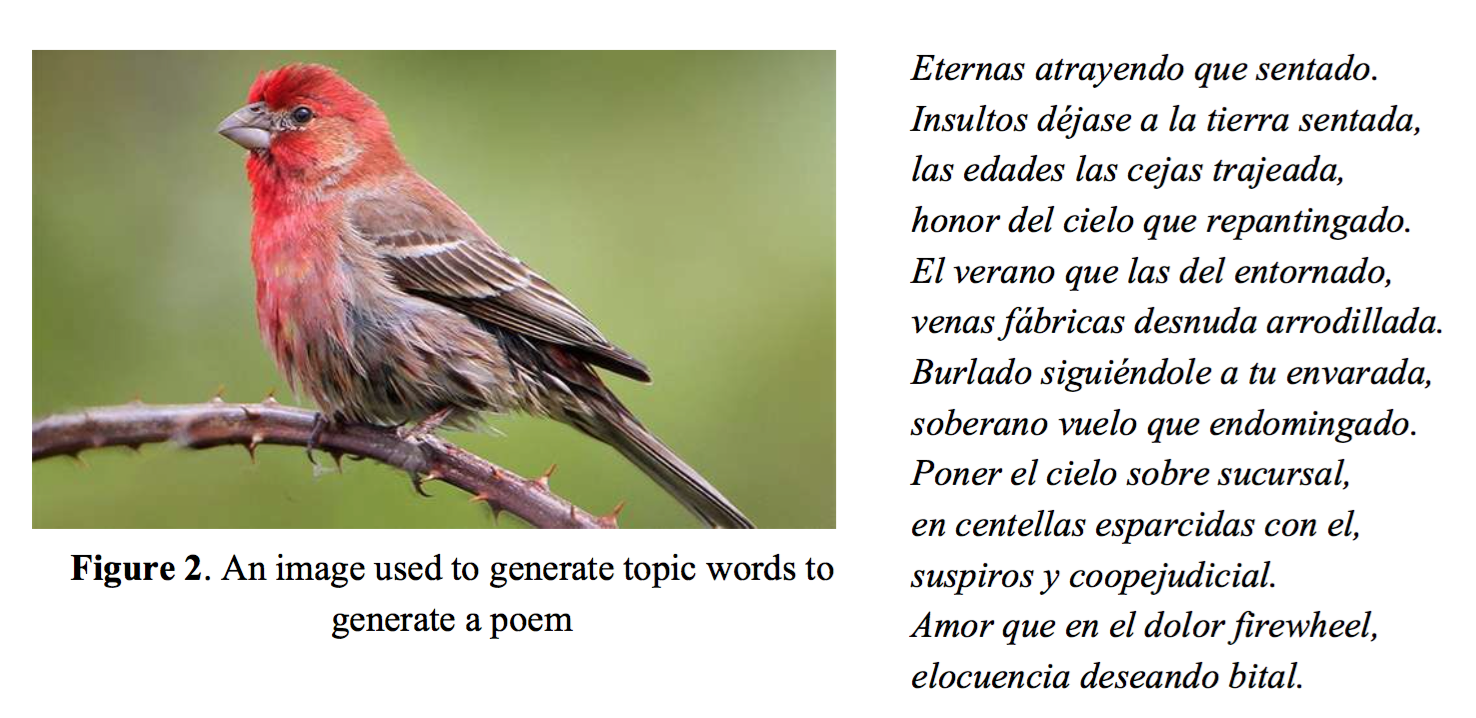 Figure 2. An image used to generate topic words to
generate a poem
Eternas atrayendo que sentado.
Insultos déjase a la tierra sentada,
las edades las cejas trajeada,
honor del cielo que repantingado.
El verano que las del entornado,
venas fábricas desnuda arrodillada.
Burlado siguiéndole a tu envarada,
soberano vuelo que endomingado.
Poner el cielo sobre sucursal,
en centellas esparcidas con el,
suspiros y coopejudicial.
Amor que en el dolor firewheel,
elocuencia deseando bital.